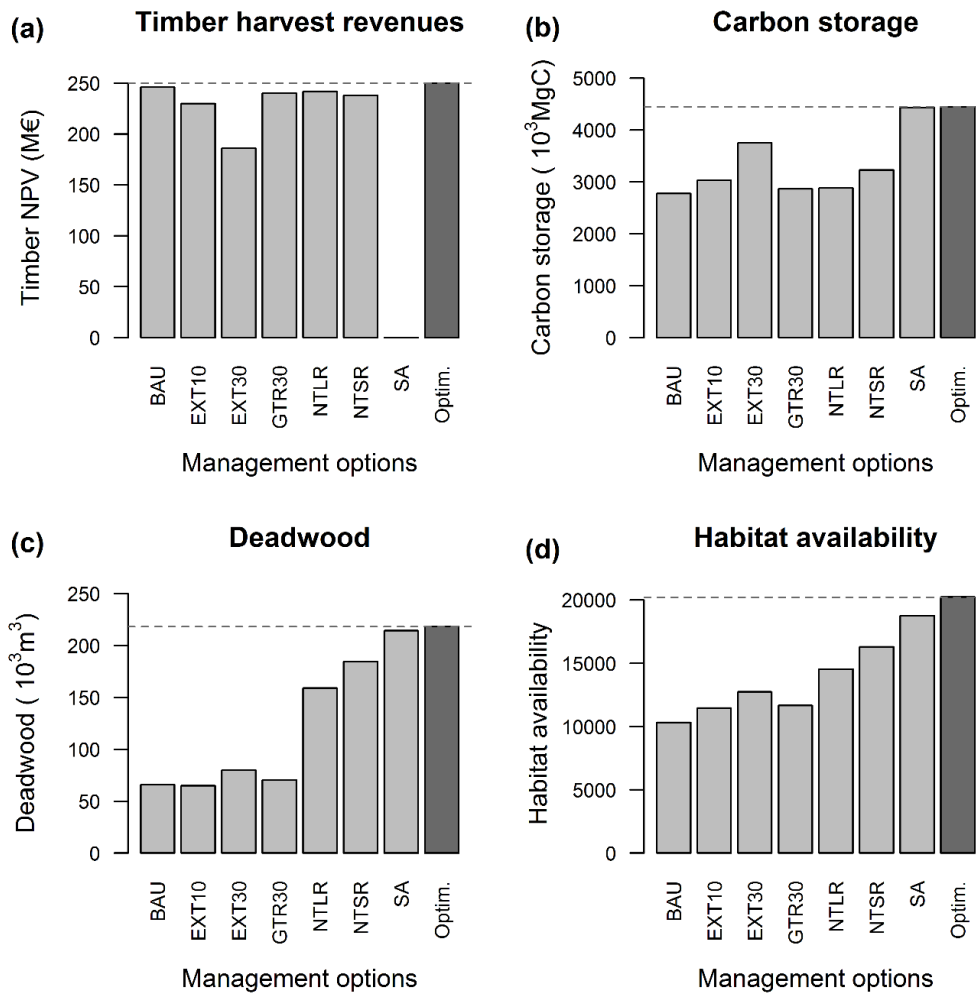 (a) Timber harvest revenues
Timber NPV (M€)
250
200
150
100
50
0
BAU
EXT10
EXT30
GTR30
NTLR
NTSR
SA
Optim.
Management options
(b) Carbon storage
Carbon storage ( 10³MgC)
5000
4000
3000
2000
1000
0
BAU
EXT10
EXT30
GTR30
NTLR
NTSR
SA
Optim.
Management options
(c) Deadwood
Deadwood ( 10³m³)
250
200
150
100
50
0
BAU
EXT10
EXT30
GTR30
NTLR
NTSR
SA
Optim.
Management options
(d) Habitat availability
Habitat availability
20000
15000
10000
5000
0
BAU
EXT10
EXT30
GTR30
NTLR
NTSR
SA
Optim.
Management options